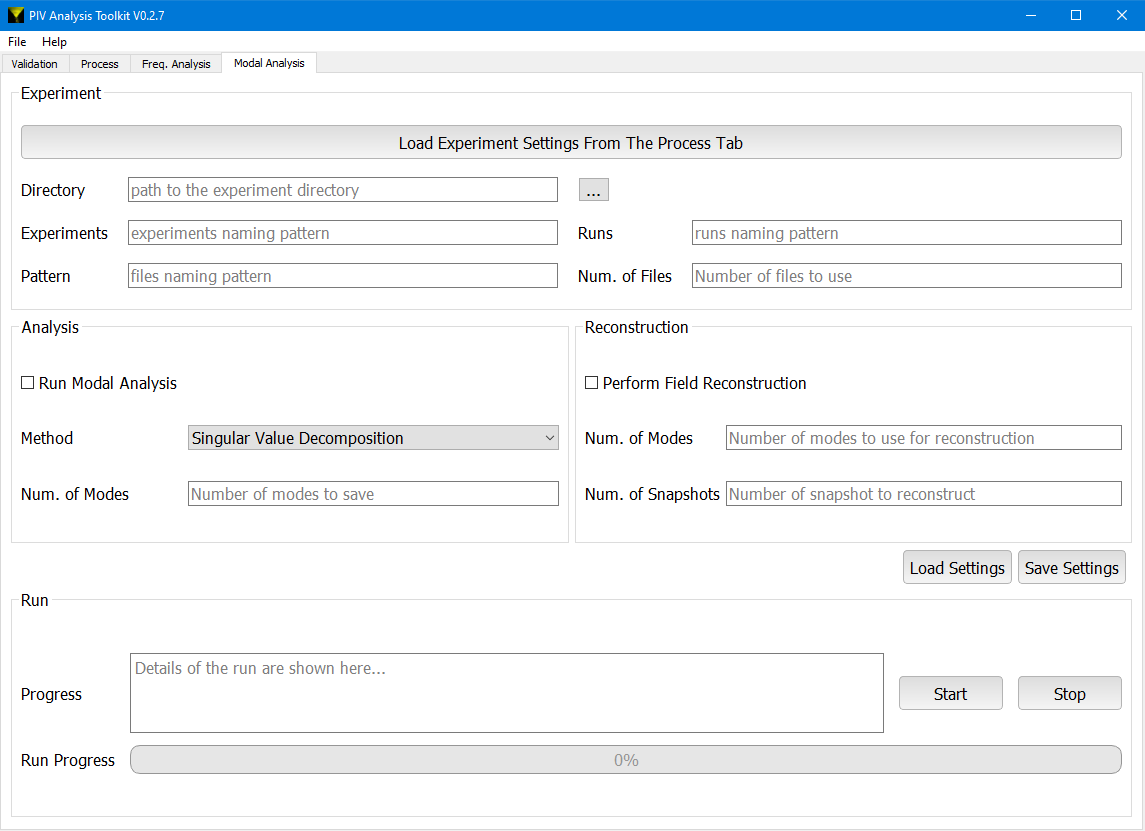 PIV Analysis Toolkit V0.2.7
File Help
Validation Process Freq. Analysis Modal Analysis
Experiment
Load Experiment Settings From The Process Tab
Directory path to the experiment directory ...
Experiments experiments naming pattern Runs runs naming pattern
Pattern files naming pattern Num. of Files Number of files to use
Analysis
Run Modal Analysis
Method Singular Value Decomposition
Num. of Modes Number of modes to save
Reconstruction
Perform Field Reconstruction
Num. of Modes Number of modes to use for reconstruction
Num. of Snapshots Number of snapshot to reconstruct
Load Settings Save Settings
Run
Progress Details of the run are shown here... Start Stop
Run Progress 0%